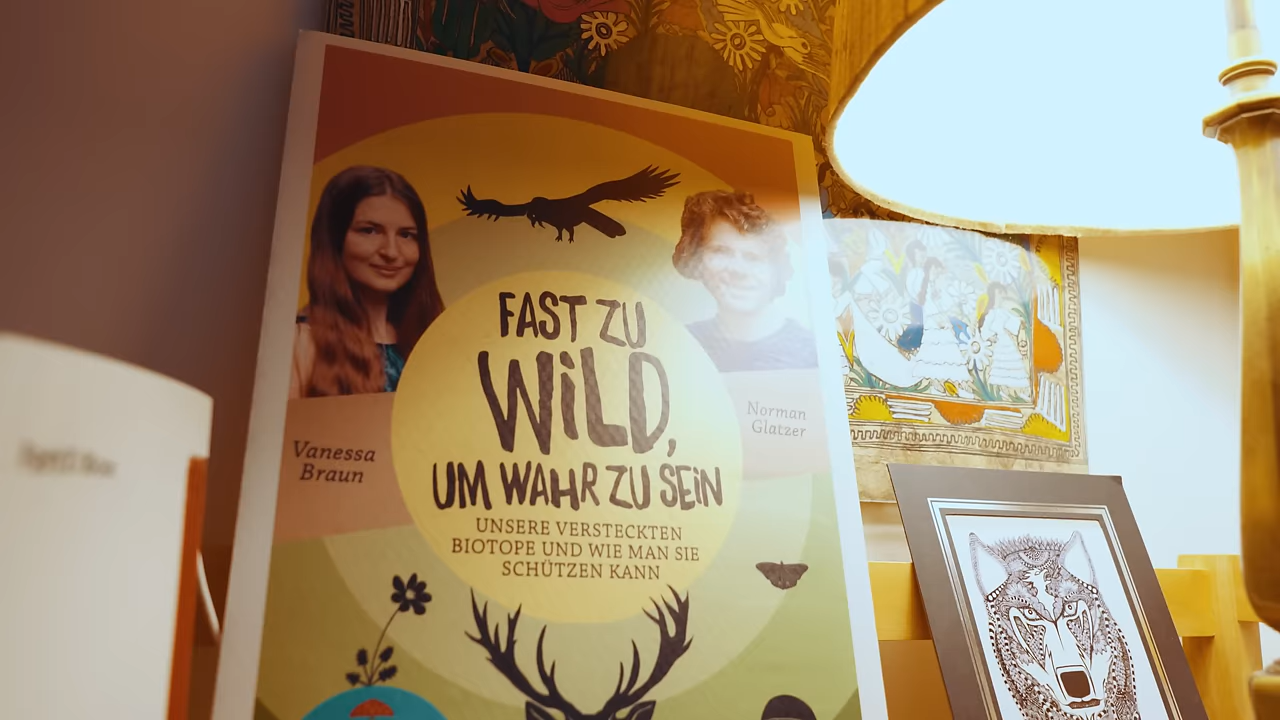 FAST ZU
WiLD,
UM WAHR ZU SEiN
UNSERE VERSTECKTEN
BIOTOPE UND WIE MAN SIE
SCHÜTZEN KANN
Vanessa
Braun
Norman
Glatzer